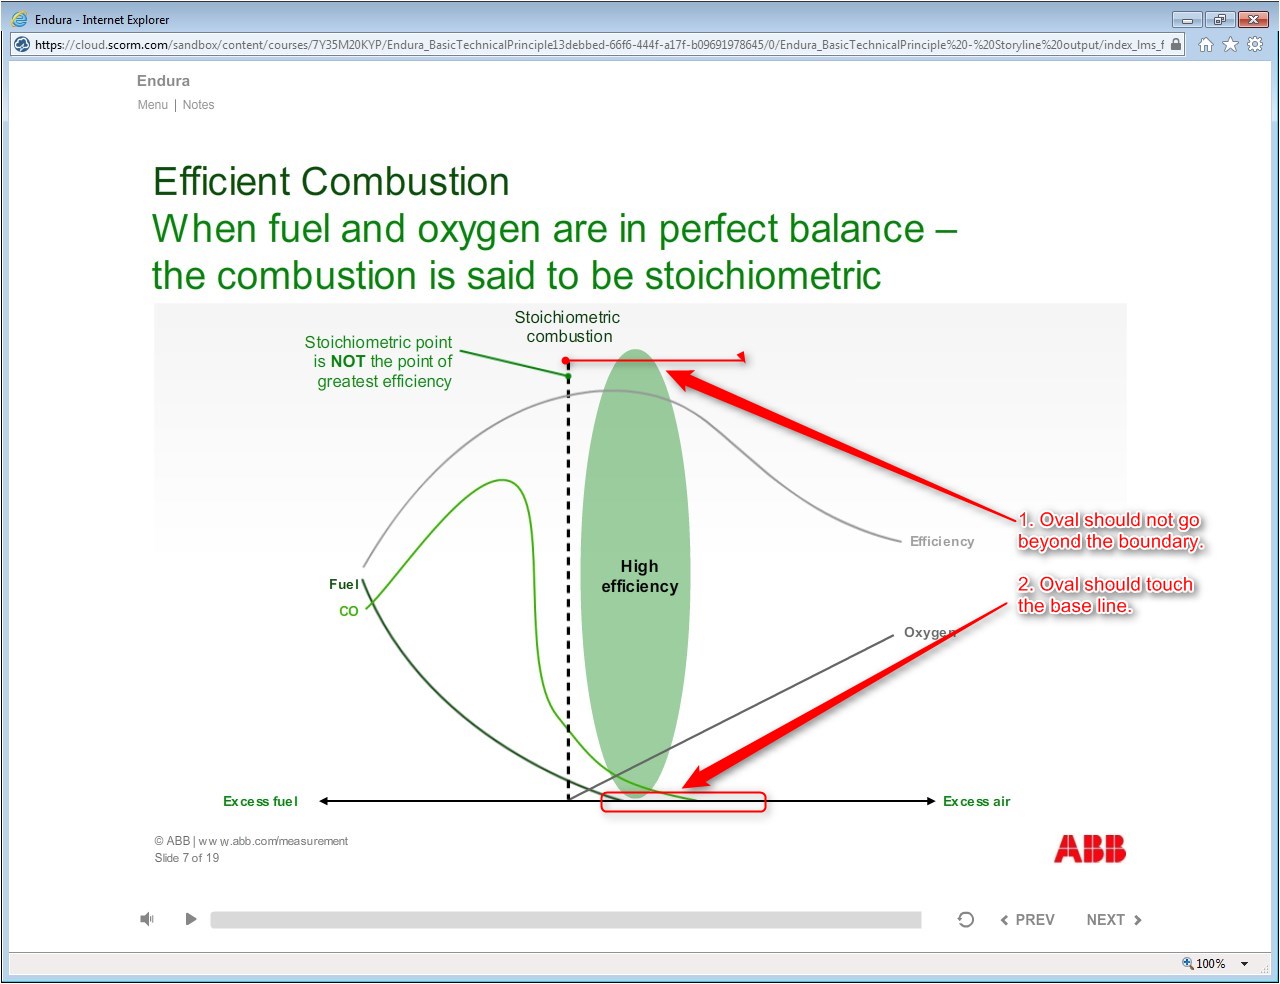 Endura - Internet Explorer
https://cloud.scorm.com/sandbox/content/courses/7Y35M20KYP/Endura_BasicTechnicalPrinciple13debbed-66f6-444f-a17f-b09691978645/0/Endura_BasicTechnicalPrinciple%20-%20Storyline%20output/index_lms_f
Endura
Menu | Notes
Efficient Combustion
When fuel and oxygen are in perfect balance –
the combustion is said to be stoichiometric
Stoichiometric
combustion
Stoichiometric point
is NOT the point of
greatest efficiency
1. Oval should not go
beyond the boundary.
Efficiency
High
efficiency
Fuel
CO
2. Oval should touch
the base line.
Oxygen
Excess fuel
Excess air
© ABB | www.abb.com/measurement
Slide 7 of 19
ABB
PREV
NEXT
100%